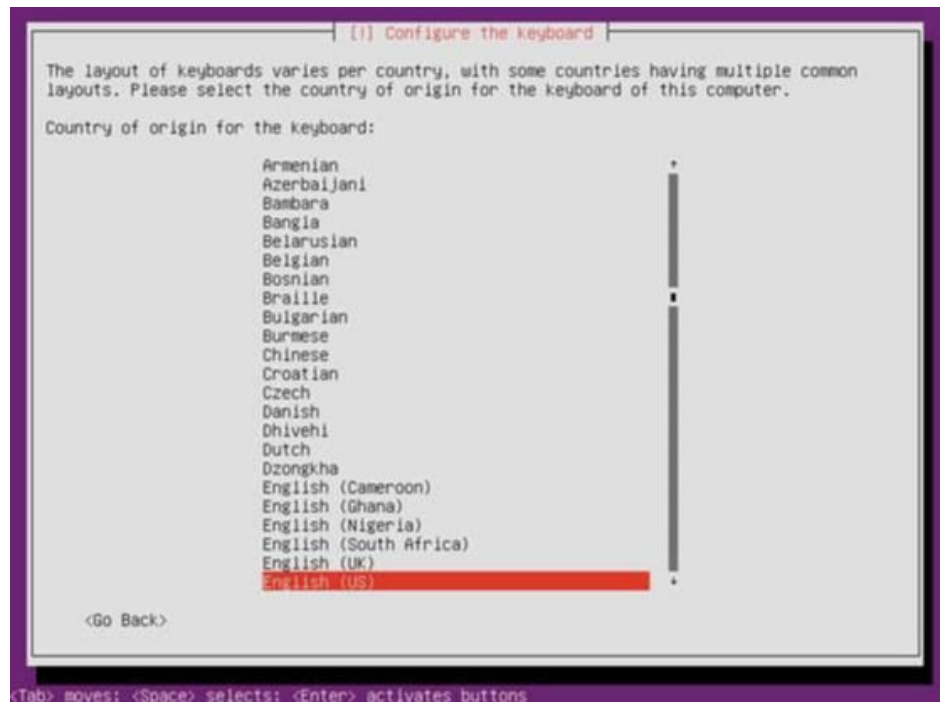 [!] Configure the keyboard
The layout of keyboards varies per country, with some countries having multiple common
layouts. Please select the country of origin for the keyboard of this computer.
Country of origin for the keyboard:
Armenian
Azerbaijani
Bambara
Bangla
Belarusian
Belgian
Bosnian
Braille
Bulgarian
Burmese
Chinese
Croatian
Czech
Danish
Dhivehi
Dutch
Dzongkha
English (Cameroon)
English (Ghana)
English (Nigeria)
English (South Africa)
English (UK)
English (US)
<Go Back>
<Tab> moves; <Space> selects; <Enter> activates buttons